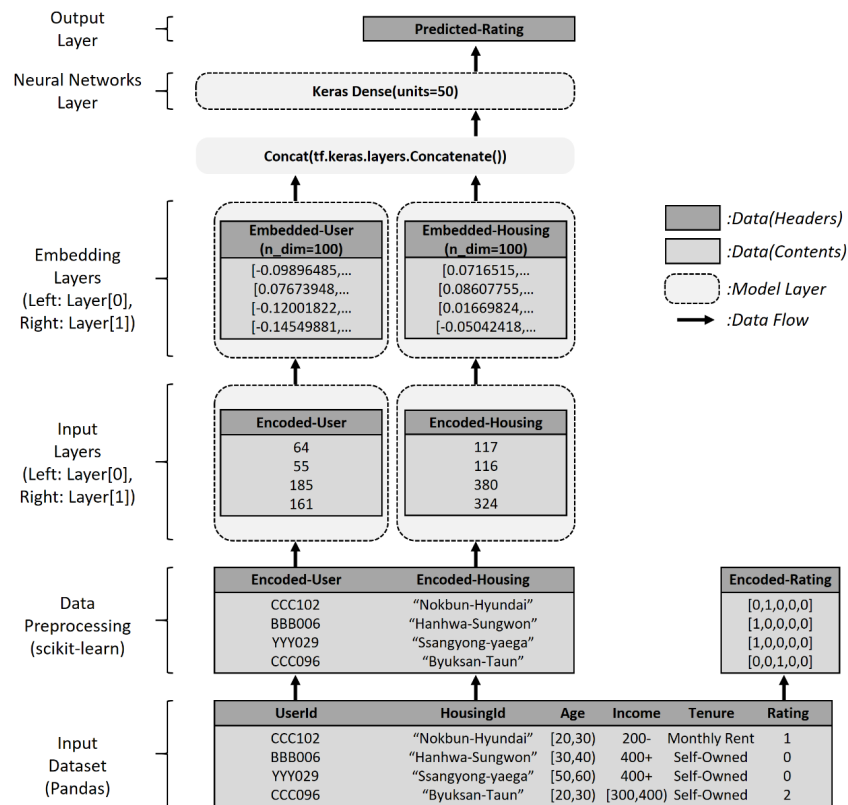 Output
Layer
Predicted-Rating
Neural Networks
Layer
Keras Dense(units=50)
Concat(tf.keras.layers.Concatenate())
Embedding
Layers
(Left: Layer[0],
Right: Layer[1])
Embedded-User
(n_dim=100)
[-0.09896485,...
[0.07673948,...
[-0.12001822,...
[-0.14549881,...
Embedded-Housing
(n_dim=100)
[0.0716515,...
[0.08607755,...
[0.01669824,...
[-0.05042418,...
:Data(Headers)
:Data(Contents)
:Model Layer
:Data Flow
Input
Layers
(Left: Layer[0],
Right: Layer[1])
Encoded-User
64
55
185
161
Encoded-Housing
117
116
380
324
Data
Preprocessing
(scikit-learn)
Encoded-User Encoded-Housing
CCC102 “Nokbun-Hyundai”
BBB006 “Hanhwa-Sungwon”
YYY029 “Ssangyong-yaega”
CCC096 “Byuksan-Taun”
Encoded-Rating
[0,1,0,0,0]
[1,0,0,0,0]
[1,0,0,0,0]
[0,0,1,0,0]
Input
Dataset
(Pandas)
UserId HousingId Age Income Tenure Rating
CCC102 “Nokbun-Hyundai” [20,30) 200- Monthly Rent 1
BBB006 “Hanhwa-Sungwon” [30,40) 400+ Self-Owned 0
YYY029 “Ssangyong-yaega” [50,60) 400+ Self-Owned 0
CCC096 “Byuksan-Taun” [20,30) [300,400) Self-Owned 2